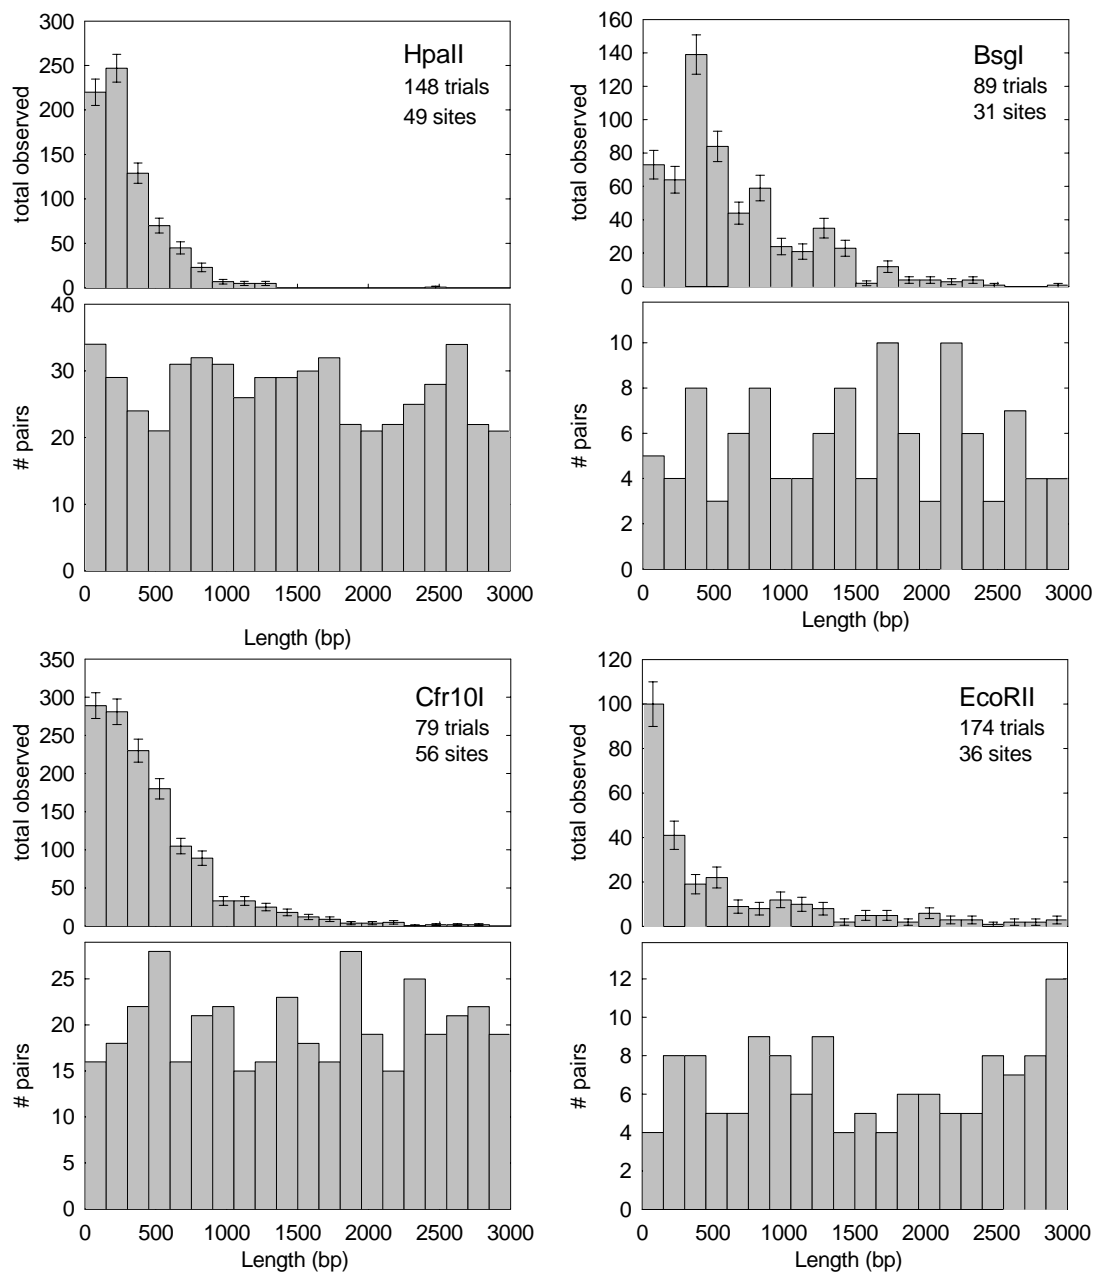 HpaII
148 trials
49 sites
total observed
300
250
200
150
100
50
0
# pairs
40
30
20
10
0
0 500 1000 1500 2000 2500 3000
Length (bp)
BsgI
89 trials
31 sites
total observed
160
140
120
100
80
60
40
20
0
# pairs
10
8
6
4
2
0
0 500 1000 1500 2000 2500 3000
Length (bp)
Cfr10I
79 trials
56 sites
total observed
350
300
250
200
150
100
50
0
# pairs
25
20
15
10
5
0
0 500 1000 1500 2000 2500 3000
Length (bp)
EcoRII
174 trials
36 sites
total observed
120
100
80
60
40
20
0
# pairs
12
10
8
6
4
2
0
0 500 1000 1500 2000 2500 3000
Length (bp)